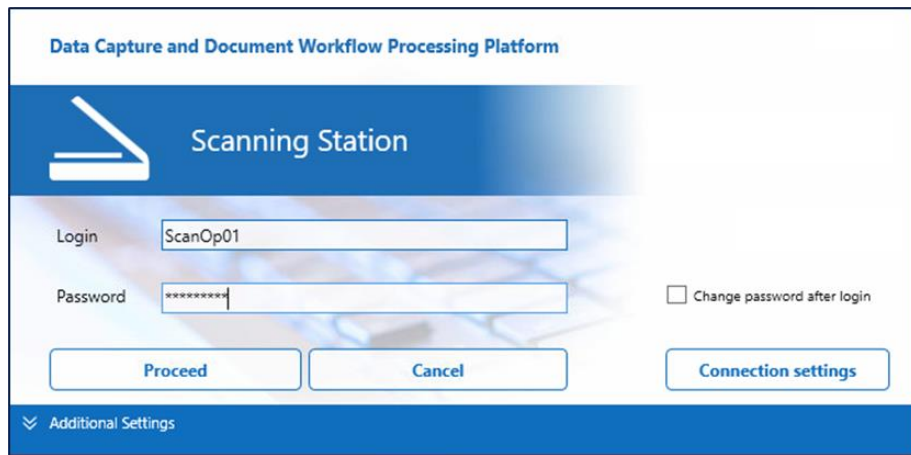 Data Capture and Document Workflow Processing Platform
Scanning Station
Login ScanOp01
Password *********
Change password after login
Proceed Cancel Connection settings
Additional Settings